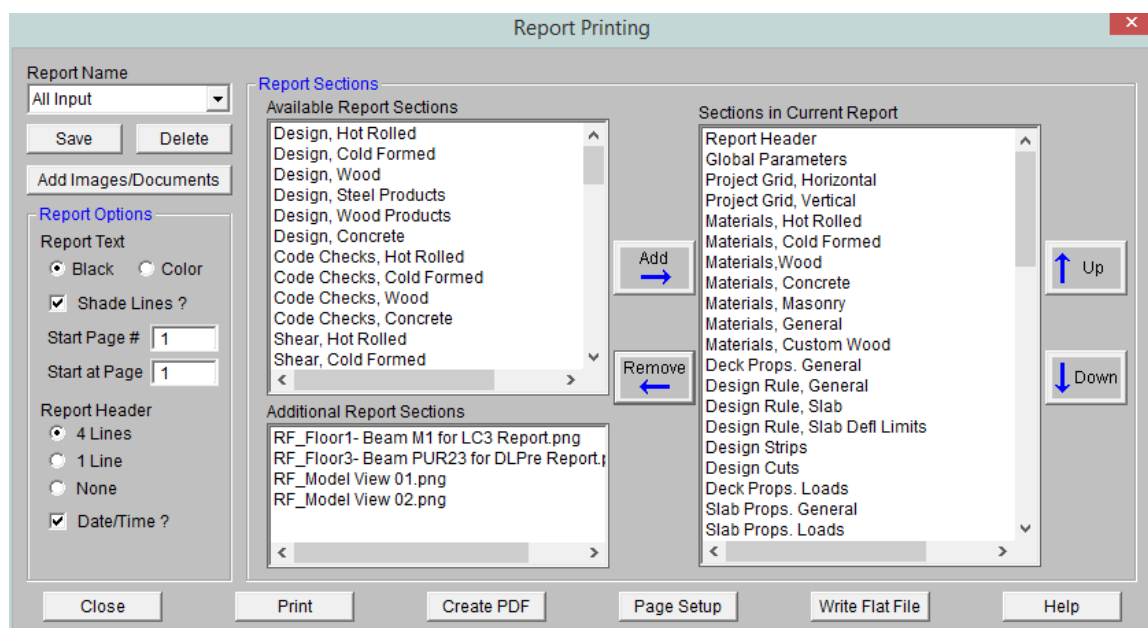 Report Printing
Report Name
All Input
Save
Delete
Add Images/Documents
Report Options
Report Text
Black
Color
Shade Lines ?
Start Page #
1
Start at Page
1
Report Header
4 Lines
1 Line
None
Date/Time ?
Report Sections
Available Report Sections
Design, Hot Rolled
Design, Cold Formed
Design, Wood
Design, Steel Products
Design, Wood Products
Design, Concrete
Code Checks, Hot Rolled
Code Checks, Cold Formed
Code Checks, Wood
Code Checks, Concrete
Shear, Hot Rolled
Shear, Cold Formed
Additional Report Sections
RF_Floor1- Beam M1 for LC3 Report.png
RF_Floor3- Beam PUR23 for DLPre Report.p
RF_Model View 01.png
RF_Model View 02.png
Add
Remove
Sections in Current Report
Report Header
Global Parameters
Project Grid, Horizontal
Project Grid, Vertical
Materials, Hot Rolled
Materials, Cold Formed
Materials,Wood
Materials, Concrete
Materials, Masonry
Materials, General
Materials, Custom Wood
Deck Props. General
Design Rule, General
Design Rule, Slab
Design Rule, Slab Defl Limits
Design Strips
Design Cuts
Deck Props. Loads
Slab Props. General
Slab Props. Loads
Up
Down
Close
Print
Create PDF
Page Setup
Write Flat File
Help